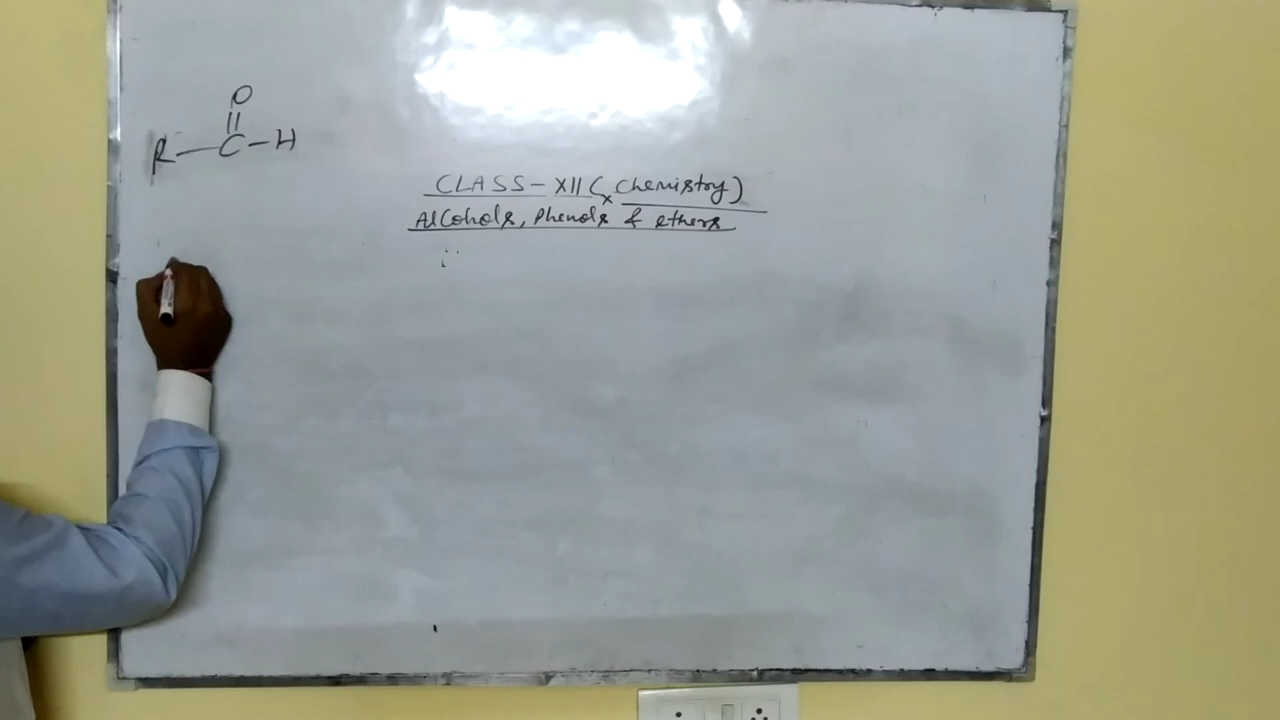 O
||
R—C—H
CLASS-XII (Chemistry)
Alcohols, Phenols & ethers